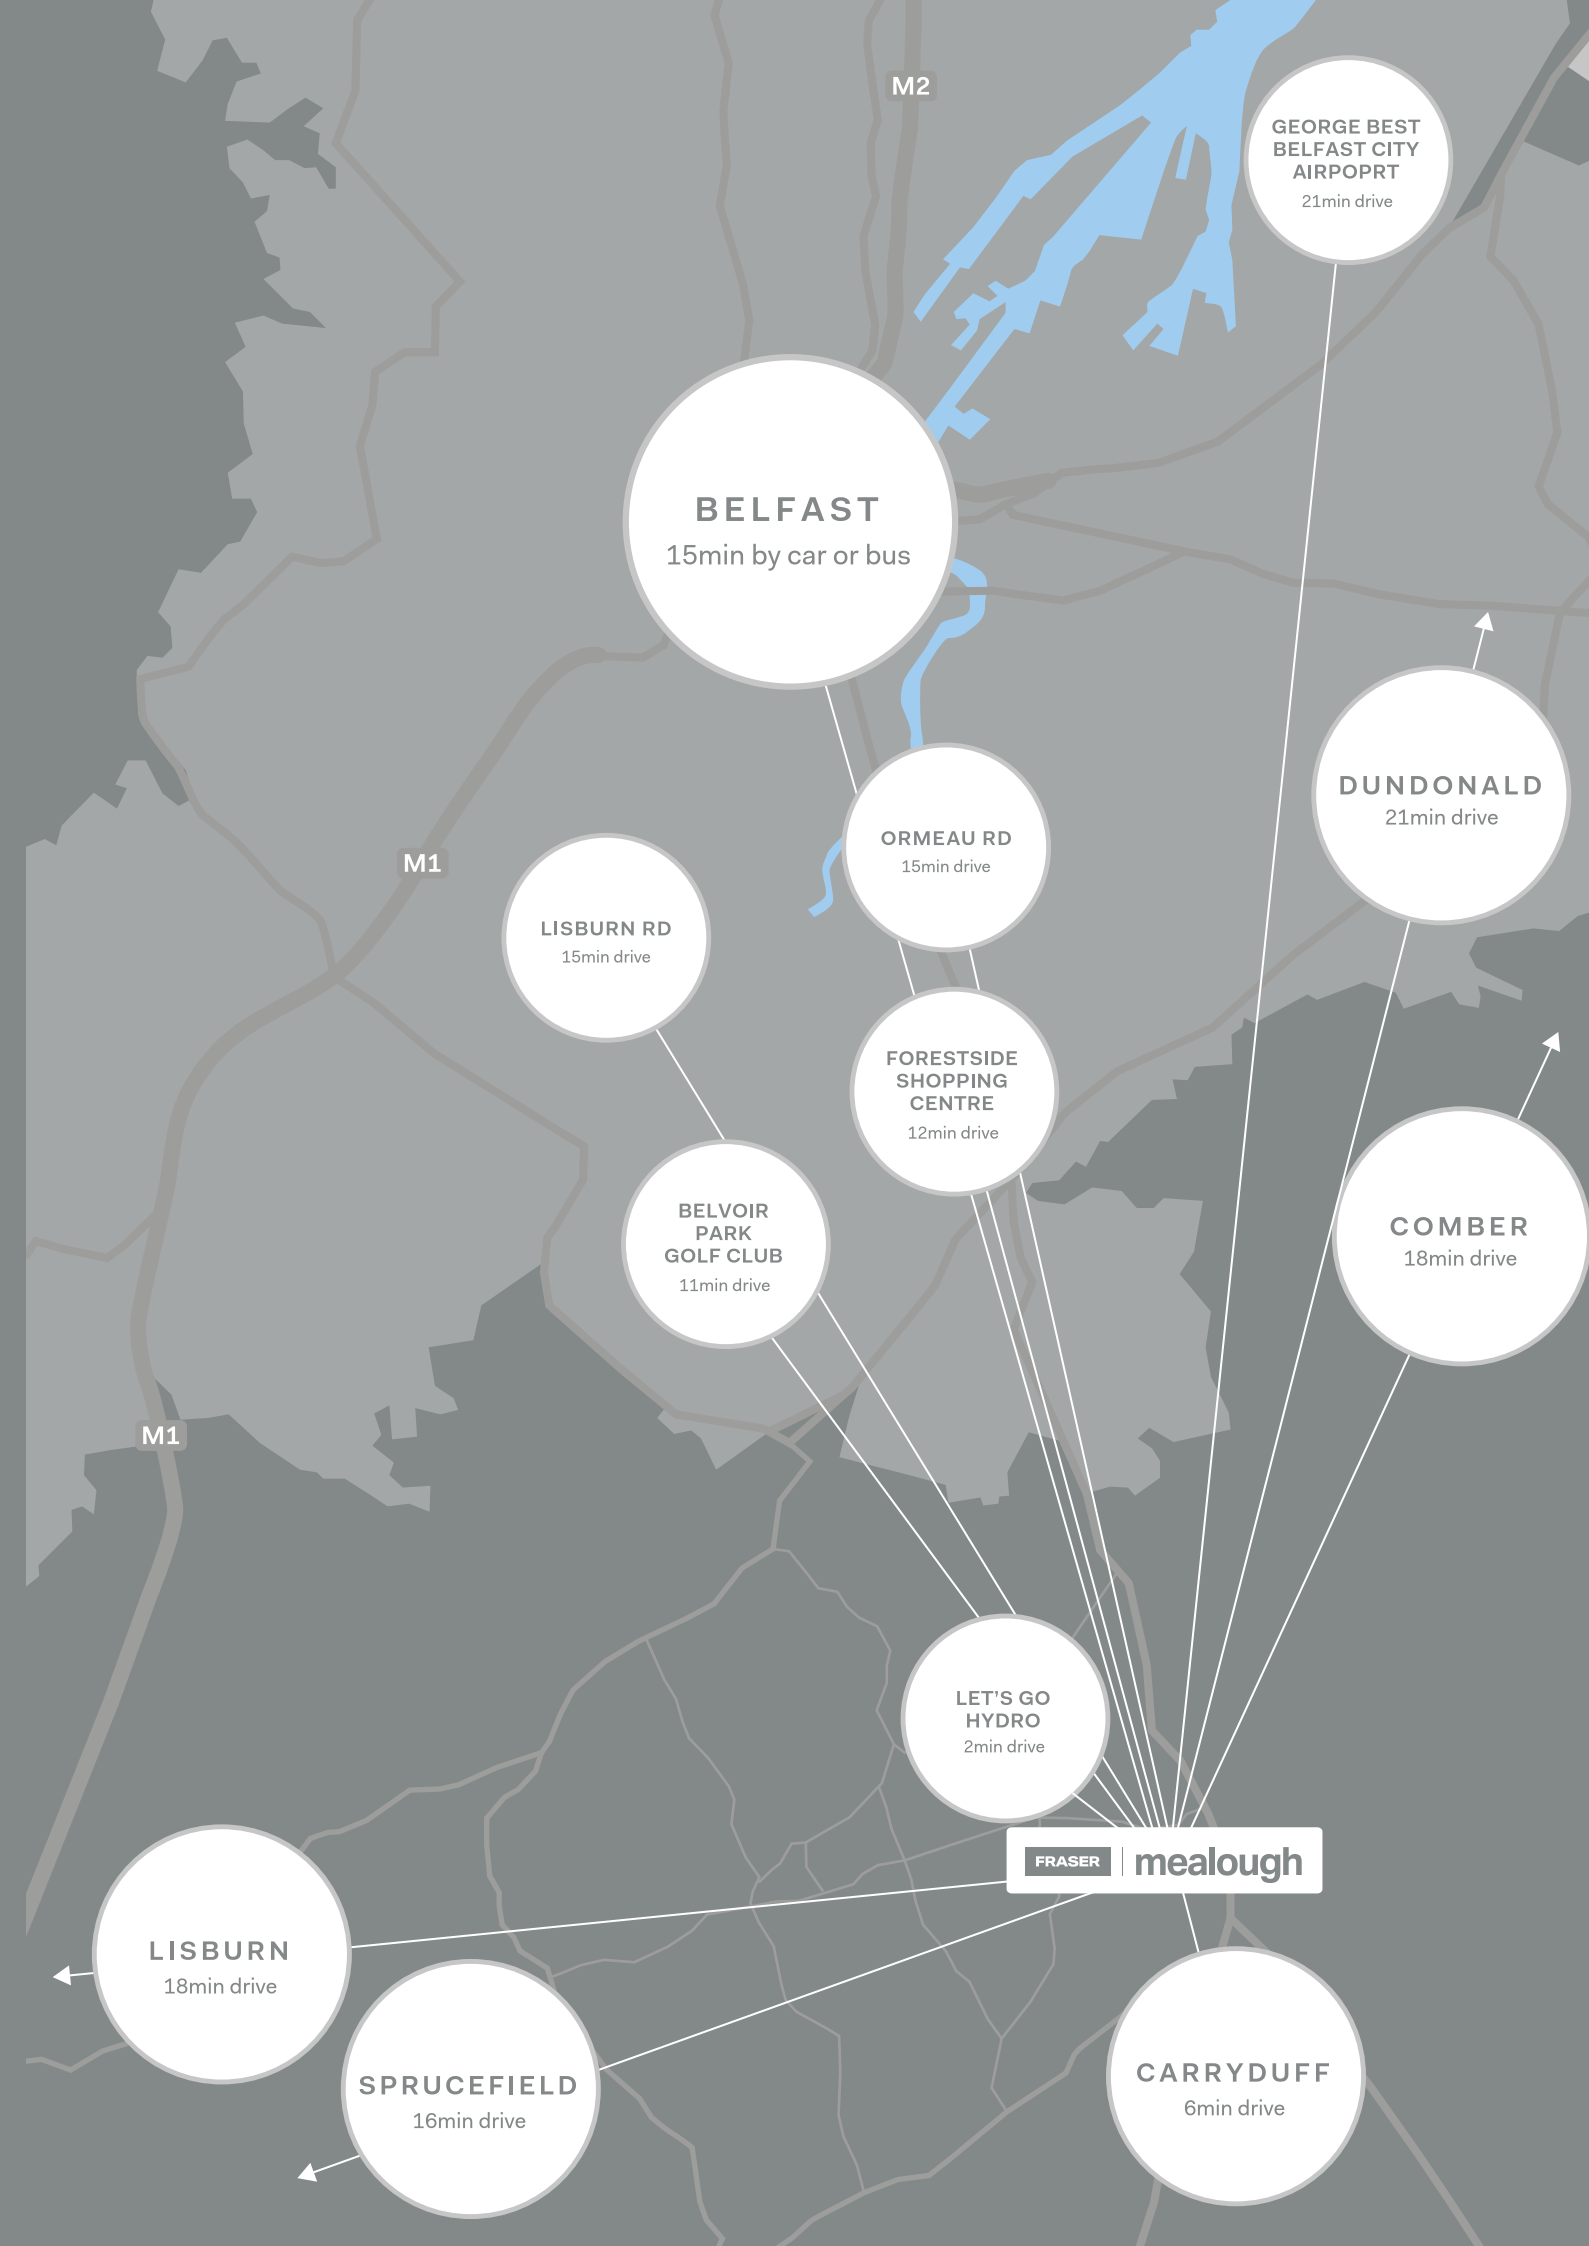 M2
GEORGE BEST
BELFAST CITY
AIRPOPRT
21min drive
BELFAST
15min by car or bus
DUNDONALD
21min drive
ORMEAU RD
15min drive
M1
LISBURN RD
15min drive
FORESTSIDE
SHOPPING
CENTRE
12min drive
BELVOIR
PARK
GOLF CLUB
11min drive
COMBER
18min drive
M1
LET'S GO
HYDRO
2min drive
FRASER | mealough
LISBURN
18min drive
SPRUCEFIELD
16min drive
CARRYDUFF
6min drive